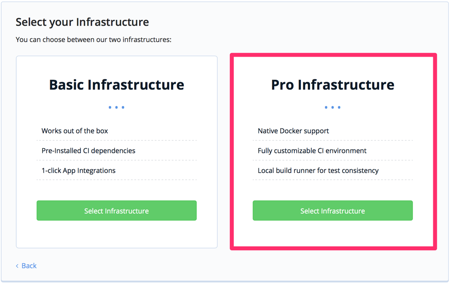 Select your Infrastructure
You can choose between our two infrastructures:
Basic Infrastructure
Works out of the box
Pre-Installed CI dependencies
1-click App Integrations
Select Infrastructure
Pro Infrastructure
Native Docker support
Fully customizable CI environment
Local build runner for test consistency
Select Infrastructure
‹ Back